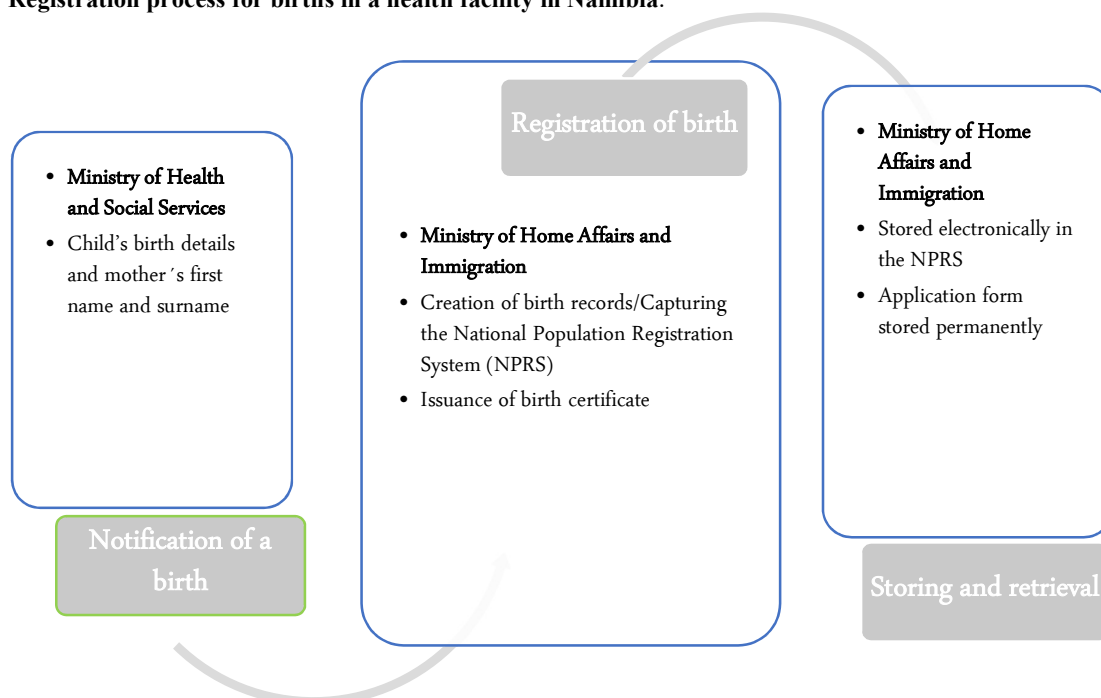 Registration process for births in a health facility in Namibia.
• Ministry of Health
and Social Services
• Child’s birth details
and mother´s first
name and surname
Notification of a
birth
Registration of birth
• Ministry of Home Affairs and
Immigration
• Creation of birth records/Capturing
the National Population Registration
System (NPRS)
• Issuance of birth certificate
• Ministry of Home
Affairs and
Immigration
• Stored electronically in
the NPRS
• Application form
stored permanently
Storing and retrieval